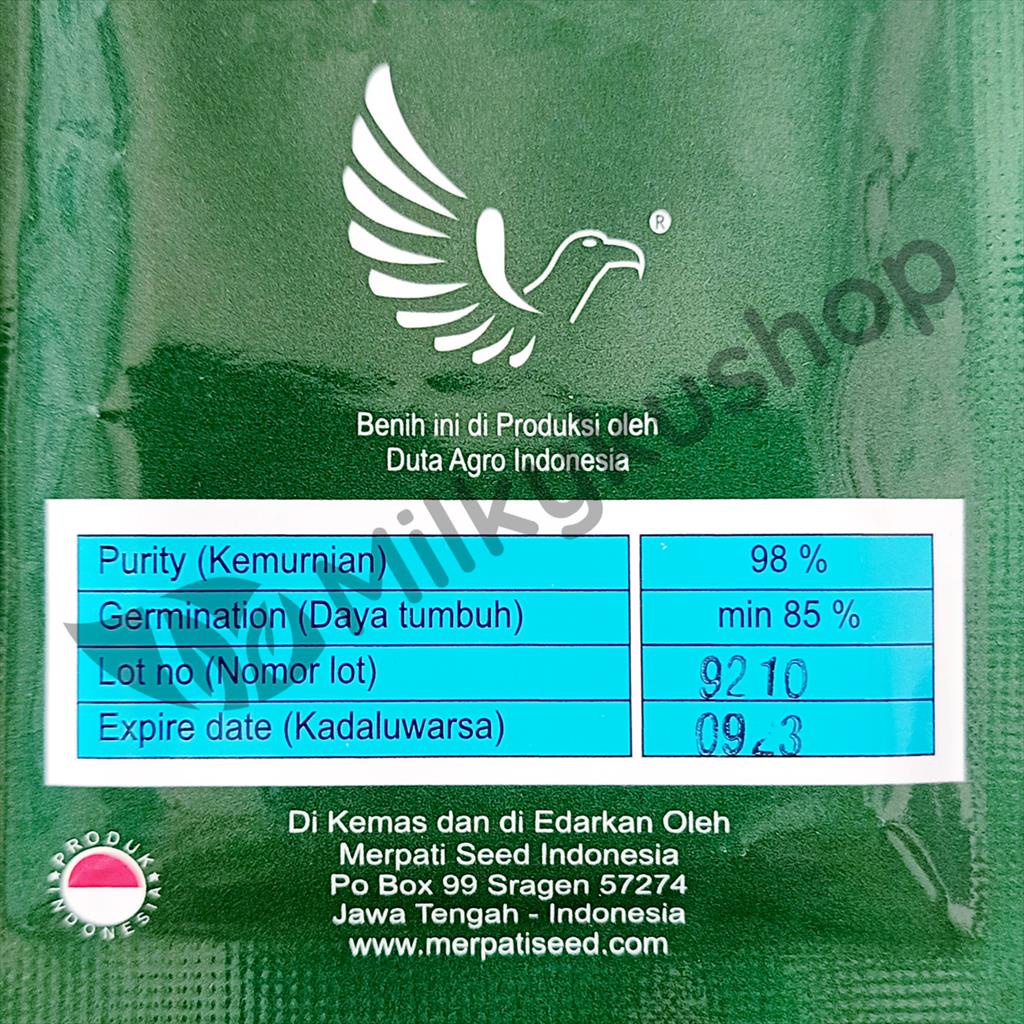 ®
Benih ini di Produksi oleh
Duta Agro Indonesia
Purity (Kemurnian) 98 %
Germination (Daya tumbuh) min 85 %
Lot no (Nomor lot) 9210
Expire date (Kadaluwarsa) 0923
Di Kemas dan di Edarkan Oleh
Merpati Seed Indonesia
Po Box 99 Sragen 57274
Jawa Tengah - Indonesia
www.merpatiseed.com
PRODUK
INDONESIA